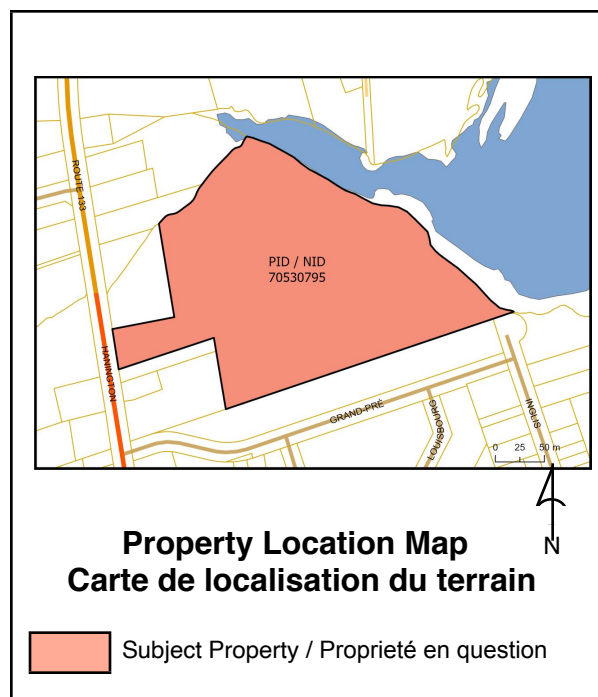 ROUTE 133
PID / NID
70530795
HANINGTON
GRAND-PRÉ
LOUISBOURG
INGLIS
0 25 50 m
N
Property Location Map
Carte de localisation du terrain
Subject Property / Proprieté en question